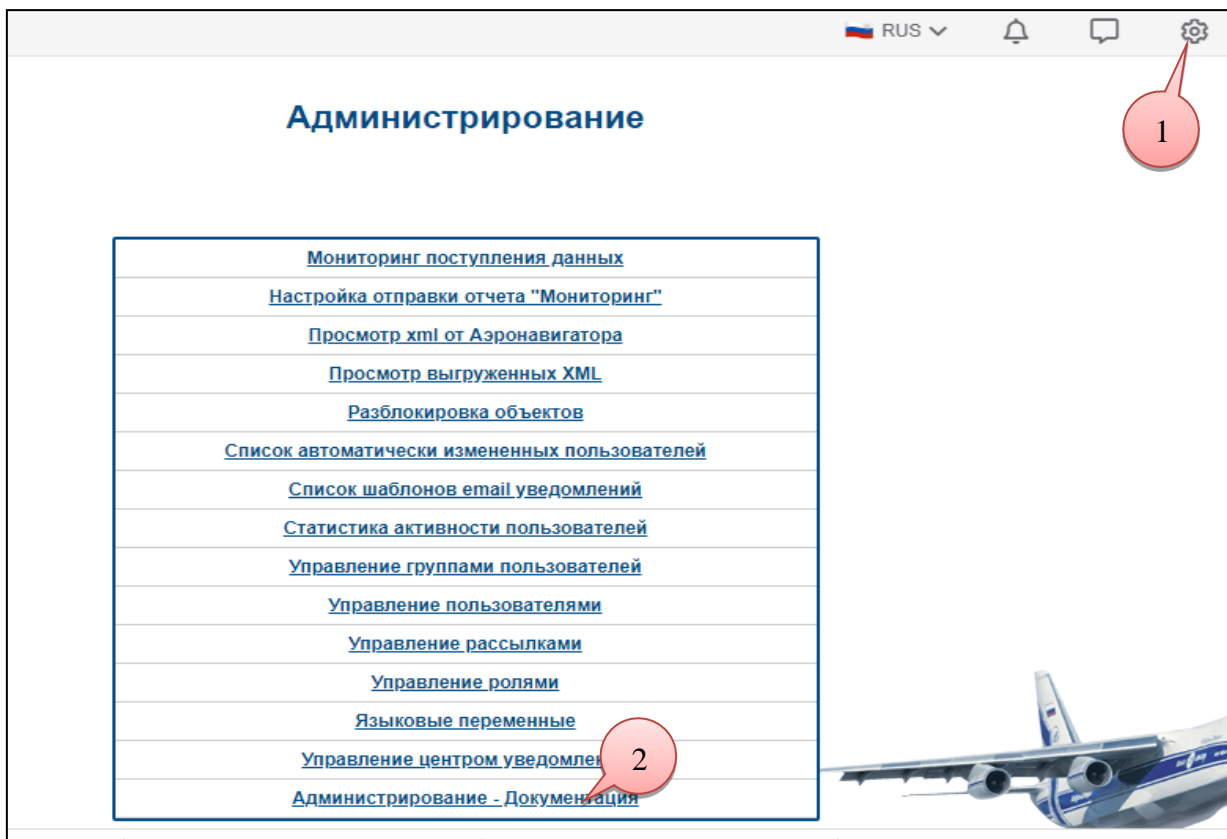 RUS
1
Администрирование
Мониторинг поступления данных
Настройка отправки отчета "Мониторинг"
Просмотр xml от Аэронавигатора
Просмотр выгруженных XML
Разблокировка объектов
Список автоматически измененных пользователей
Список шаблонов email уведомлений
Статистика активности пользователей
Управление группами пользователей
Управление пользователями
Управление рассылками
Управление ролями
Языковые переменные
Управление центром
2
Администрирование - Документация